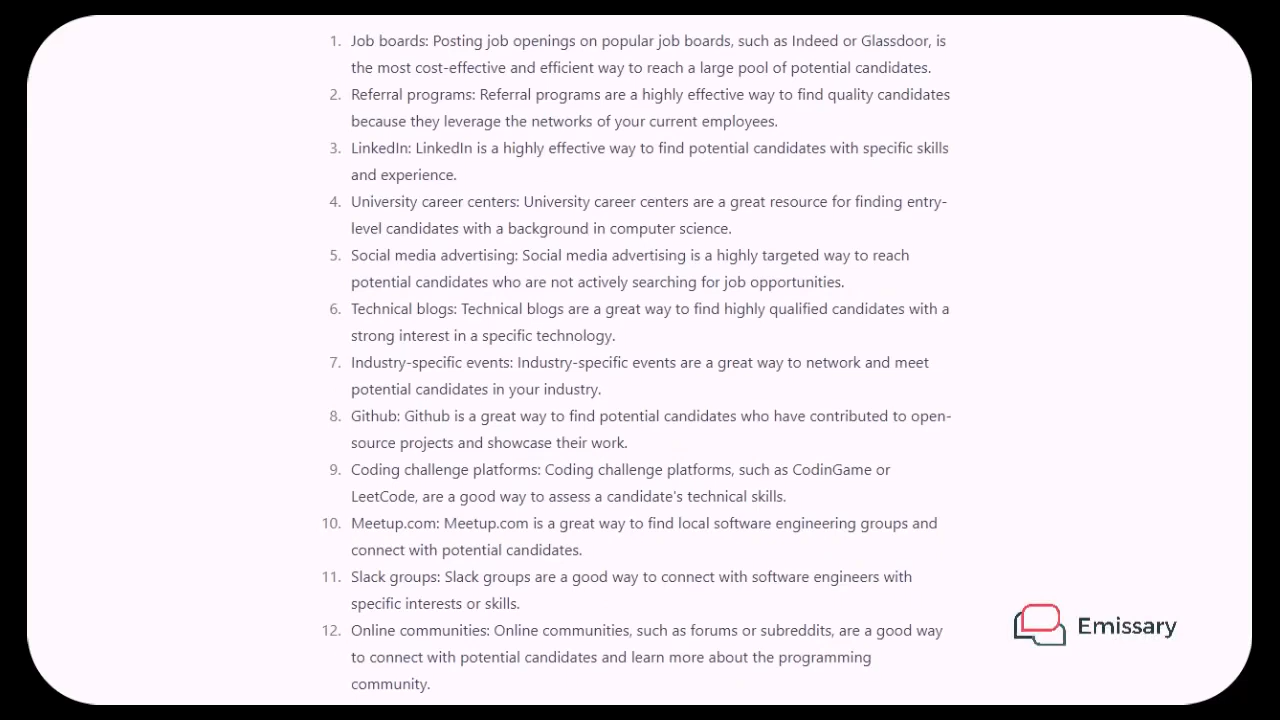 1. Job boards: Posting job openings on popular job boards, such as Indeed or Glassdoor, is
the most cost-effective and efficient way to reach a large pool of potential candidates.
2. Referral programs: Referral programs are a highly effective way to find quality candidates
because they leverage the networks of your current employees.
3. LinkedIn: LinkedIn is a highly effective way to find potential candidates with specific skills
and experience.
4. University career centers: University career centers are a great resource for finding entry-
level candidates with a background in computer science.
5. Social media advertising: Social media advertising is a highly targeted way to reach
potential candidates who are not actively searching for job opportunities.
6. Technical blogs: Technical blogs are a great way to find highly qualified candidates with a
strong interest in a specific technology.
7. Industry-specific events: Industry-specific events are a great way to network and meet
potential candidates in your industry.
8. Github: Github is a great way to find potential candidates who have contributed to open-
source projects and showcase their work.
9. Coding challenge platforms: Coding challenge platforms, such as CodinGame or
LeetCode, are a good way to assess a candidate's technical skills.
10. Meetup.com: Meetup.com is a great way to find local software engineering groups and
connect with potential candidates.
11. Slack groups: Slack groups are a good way to connect with software engineers with
specific interests or skills.
12. Online communities: Online communities, such as forums or subreddits, are a good way
to connect with potential candidates and learn more about the programming
community.
Emissary